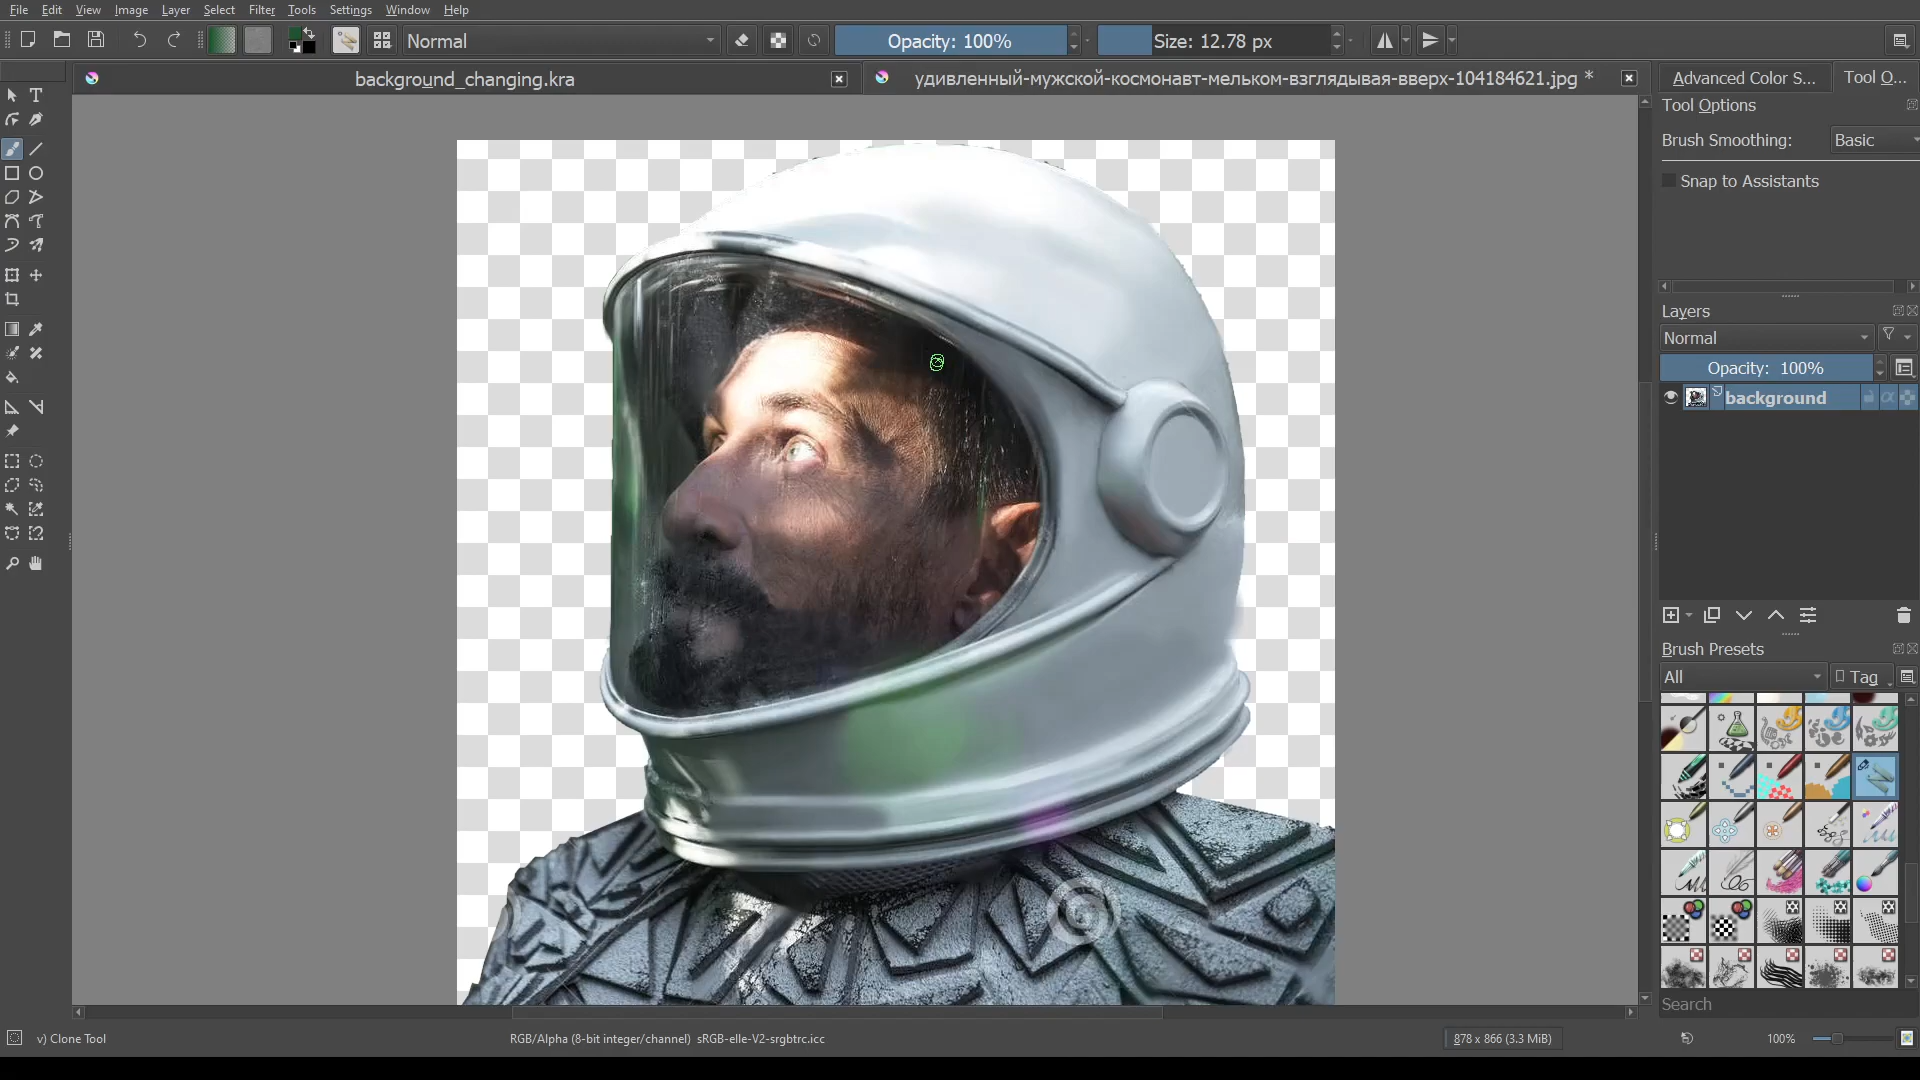 File Edit View Image Layer Select Filter Tools Settings Window Help
Normal Opacity: 100% Size: 12.78 px
background_changing.kra удивленный-мужской-космонавт-мельком-взглядывая-вверх-104184621.jpg *
Advanced Color S... Tool O...
Tool Options
Brush Smoothing: Basic
Snap to Assistants
Layers
Normal
Opacity: 100%
background
Brush Presets
All Tag
Search
v) Clone Tool RGB/Alpha (8-bit integer/channel) sRGB-elle-V2-srgbtrc.icc 878 x 866 (3.3 MiB) 100%